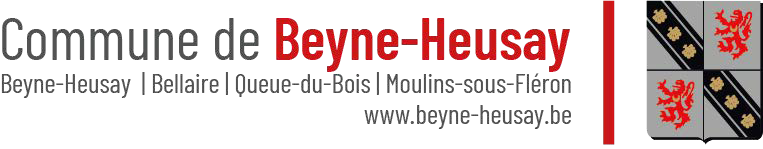 Commune de Beyne-Heusay
Beyne-Heusay | Bellaire | Queue-du-Bois | Moulins-sous-Fléron
www.beyne-heusay.be